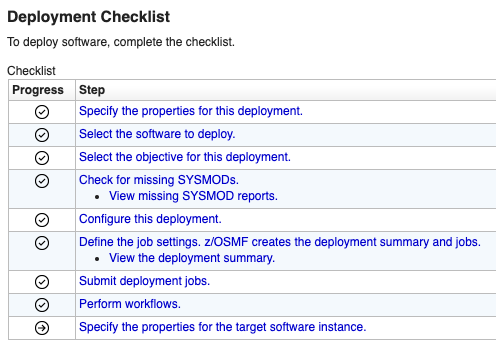 Deployment Checklist
To deploy software, complete the checklist.
Checklist
Progress Step
Specify the properties for this deployment.
Select the software to deploy.
Select the objective for this deployment.
Check for missing SYSMODs.
• View missing SYSMOD reports.
Configure this deployment.
Define the job settings. z/OSMF creates the deployment summary and jobs.
• View the deployment summary.
Submit deployment jobs.
Perform workflows.
Specify the properties for the target software instance.